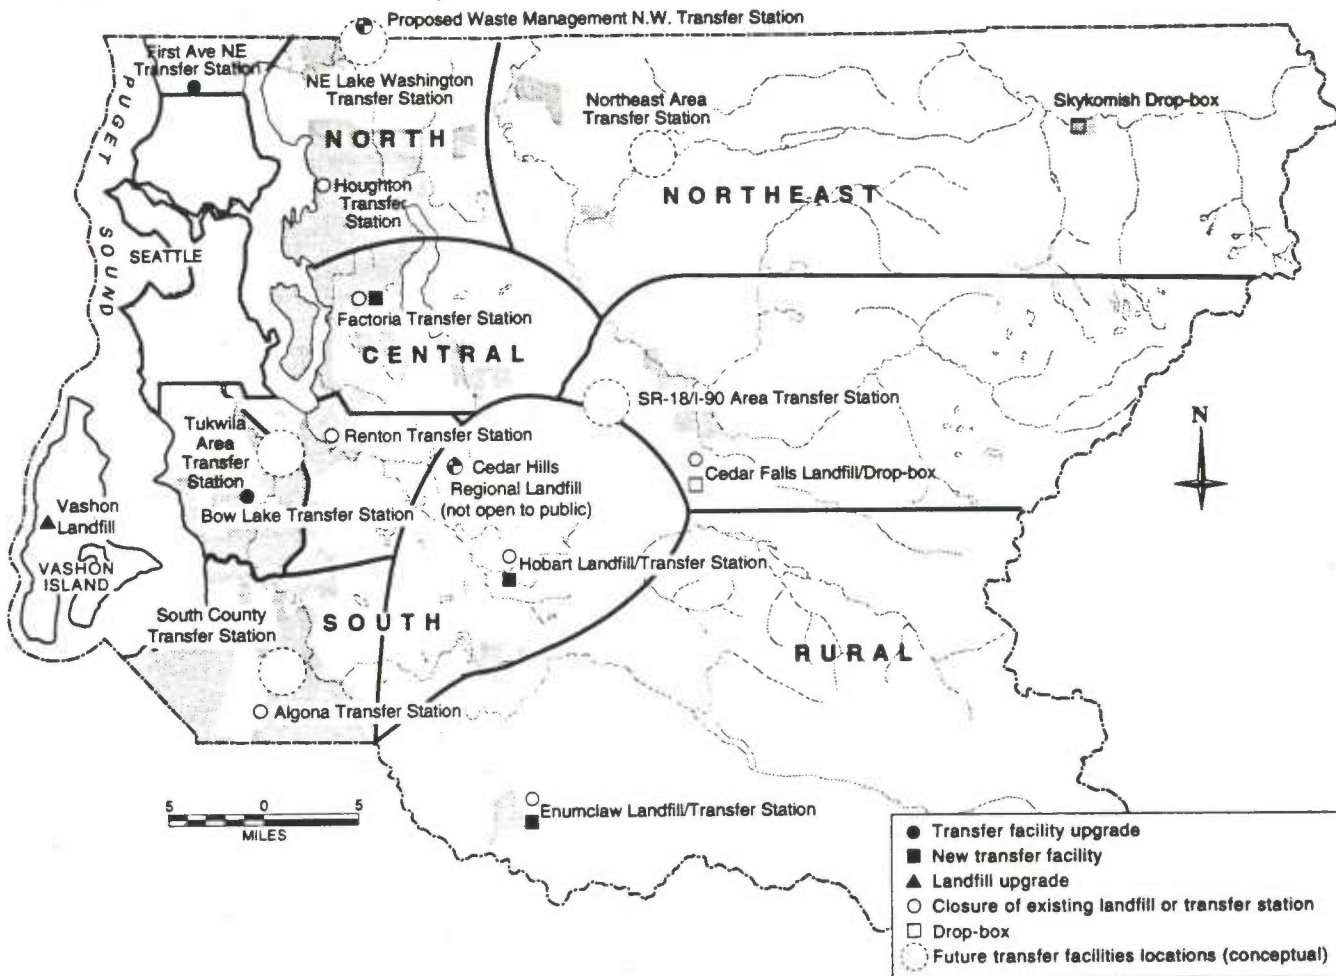 Proposed Waste Management N.W. Transfer Station
First Ave NE
Transfer Station
PUGET SOUND
NE Lake Washington
Transfer Station
NORTH
Northeast Area
Transfer Station
Skykomish Drop-box
NORTHEAST
Houghton
Transfer
Station
SEATTLE
Factoria Transfer Station
CENTRAL
SR-18/I-90 Area Transfer Station
N
Tukwila
Area
Transfer
Station
Renton Transfer Station
Cedar Hills
Regional Landfill
(not open to public)
Cedar Falls Landfill/Drop-box
Bow Lake Transfer Station
Vashon
Landfill
VASHON
ISLAND
Hobart Landfill/Transfer Station
South County
Transfer Station
SOUTH
RURAL
Algona Transfer Station
5 0 5
MILES
Enumclaw Landfill/Transfer Station
Transfer facility upgrade
New transfer facility
Landfill upgrade
Closure of existing landfill or transfer station
Drop-box
Future transfer facilities locations (conceptual)